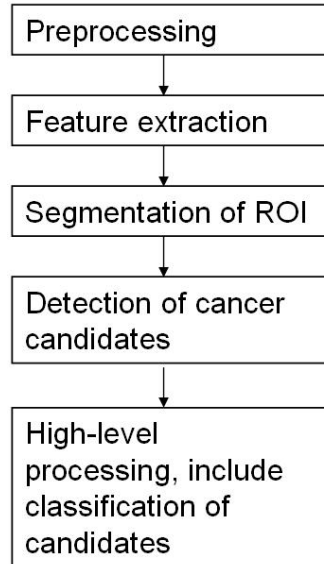 Preprocessing
Feature extraction
Segmentation of ROI
Detection of cancer
candidates
High-level
processing, include
classification of
candidates